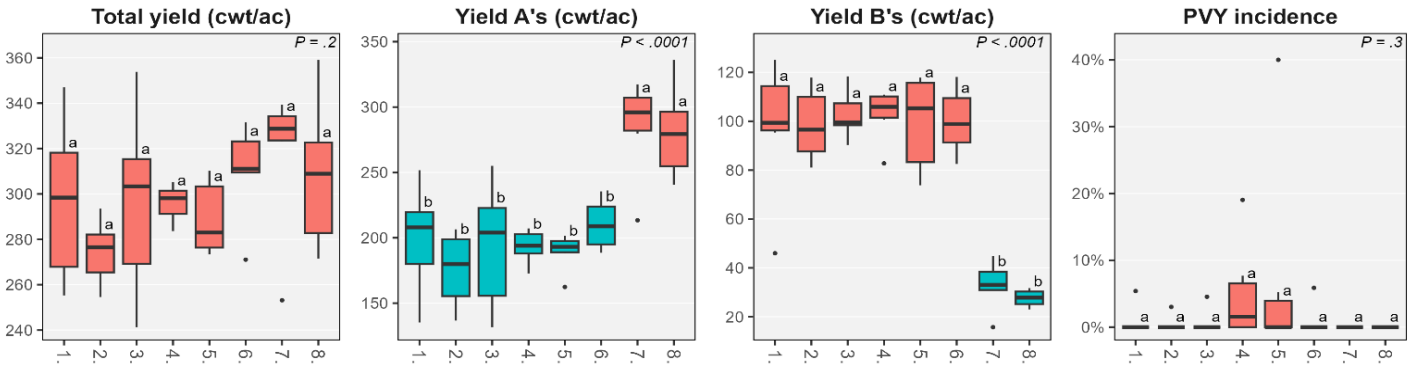 Total yield (cwt/ac)
P = .2
360
340
320
300
280
260
240
a a a a a a a a
1. 2. 3. 4. 5. 6. 7. 8.
Yield A's (cwt/ac)
P < .0001
350
300
250
200
150
b b b b b b a a
1. 2. 3. 4. 5. 6. 7. 8.
Yield B's (cwt/ac)
P < .0001
120
100
80
60
40
20
a a a a a a b b
1. 2. 3. 4. 5. 6. 7. 8.
PVY incidence
P = .3
40%
30%
20%
10%
0%
a a a a a a a a
1. 2. 3. 4. 5. 6. 7. 8.